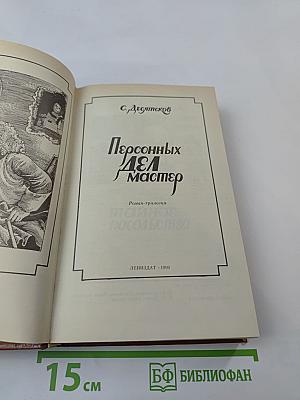 С. Десятсков
Персонных
ДЕЛ
мастер
Роман-трилогия
ЛЕНИЗДАТ · 1991
15 см
БФ БИБЛИОФАН